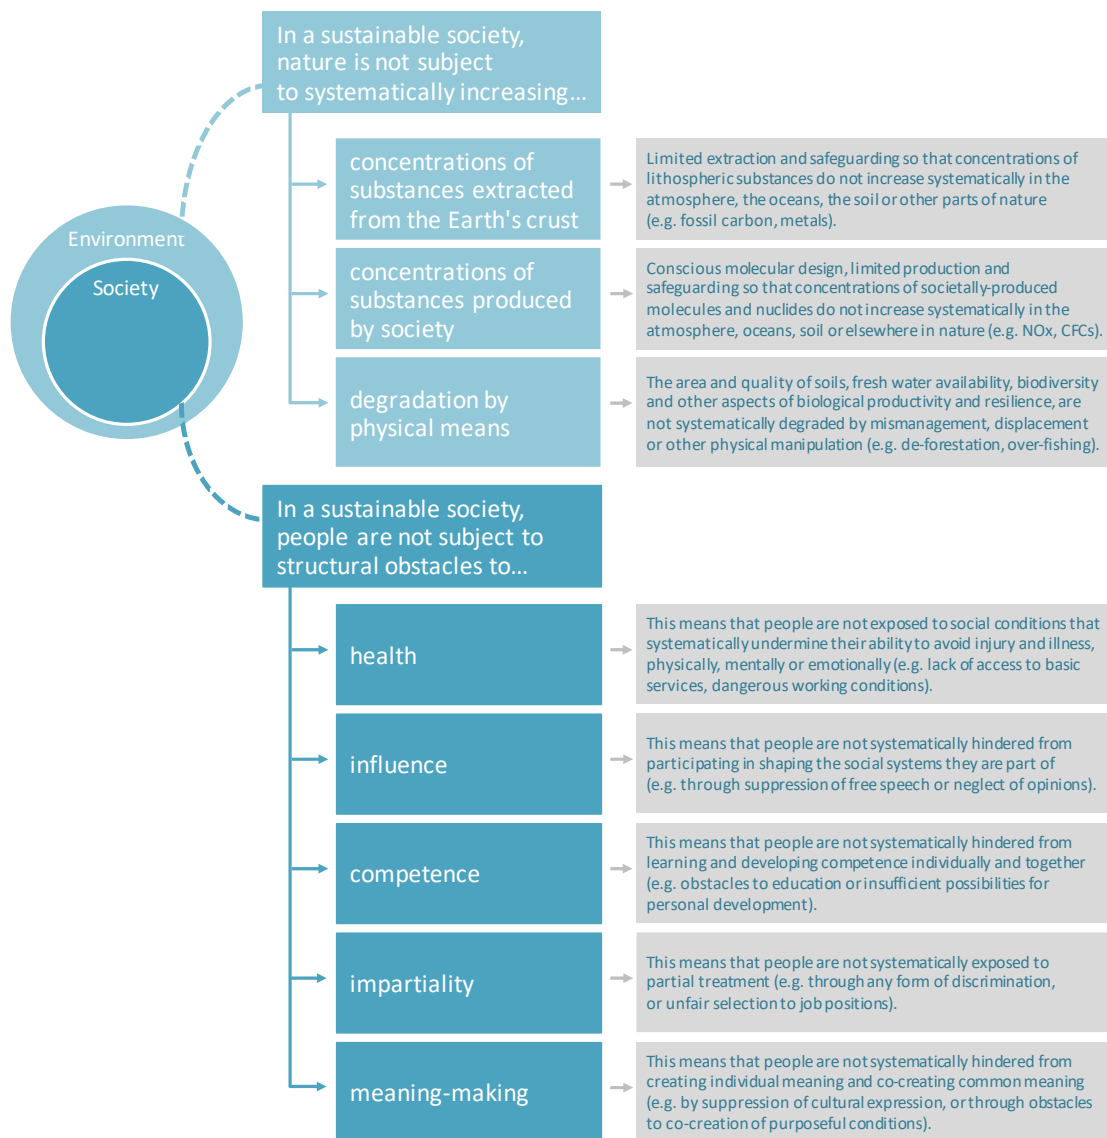 In a sustainable society,
nature is not subject
to systematically increasing...
concentrations of
substances extracted
from the Earth's crust
Limited extraction and safeguarding so that concentrations of
lithospheric substances do not increase systematically in the
atmosphere, the oceans, the soil or other parts of nature
(e.g. fossil carbon, metals).
Environment
Society
concentrations of
substances produced
by society
Conscious molecular design, limited production and
safeguarding so that concentrations of societally-produced
molecules and nuclides do not increase systematically in the
atmosphere, oceans, soil or elsewhere in nature (e.g. NOx, CFCs).
degradation by
physical means
The area and quality of soils, fresh water availability, biodiversity
and other aspects of biological productivity and resilience, are
not systematically degraded by mismanagement, displacement
or other physical manipulation (e.g. de-forestation, over-fishing).
In a sustainable society,
people are not subject to
structural obstacles to...
health
This means that people are not exposed to social conditions that
systematically undermine their ability to avoid injury and illness,
physically, mentally or emotionally (e.g. lack of access to basic
services, dangerous working conditions).
influence
This means that people are not systematically hindered from
participating in shaping the social systems they are part of
(e.g. through suppression of free speech or neglect of opinions).
competence
This means that people are not systematically hindered from
learning and developing competence individually and together
(e.g. obstacles to education or insufficient possibilities for
personal development).
impartiality
This means that people are not systematically exposed to
partial treatment (e.g. through any form of discrimination,
or unfair selection to job positions).
meaning-making
This means that people are not systematically hindered from
creating individual meaning and co-creating common meaning
(e.g. by suppression of cultural expression, or through obstacles
to co-creation of purposeful conditions).